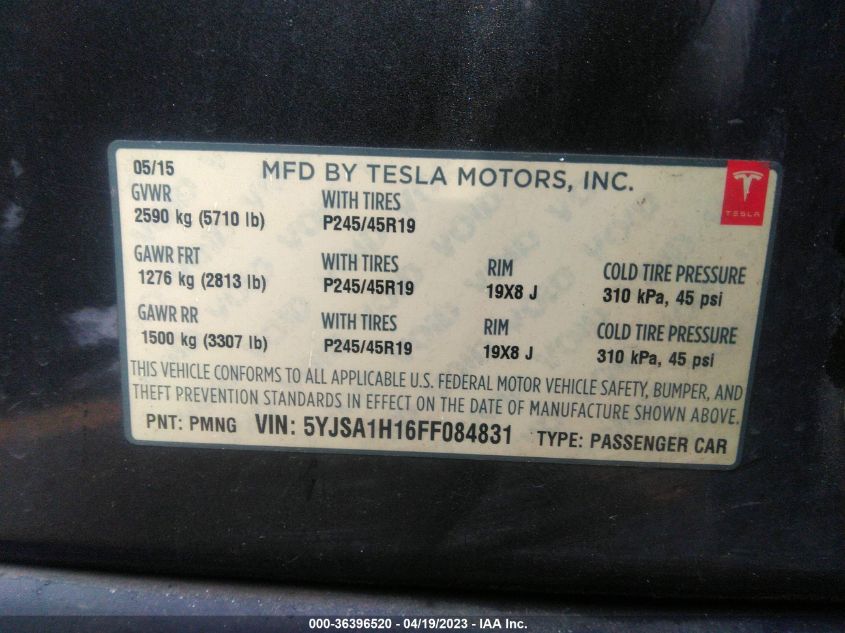 05/15 MFD BY TESLA MOTORS, INC.
TESLA
GVWR WITH TIRES
2590 kg (5710 lb) P245/45R19
GAWR FRT WITH TIRES RIM COLD TIRE PRESSURE
1276 kg (2813 lb) P245/45R19 19X8 J 310 kPa, 45 psi
GAWR RR WITH TIRES RIM COLD TIRE PRESSURE
1500 kg (3307 lb) P245/45R19 19X8 J 310 kPa, 45 psi
THIS VEHICLE CONFORMS TO ALL APPLICABLE U.S. FEDERAL MOTOR VEHICLE SAFETY, BUMPER, AND
THEFT PREVENTION STANDARDS IN EFFECT ON THE DATE OF MANUFACTURE SHOWN ABOVE.
PNT: PMNG VIN: 5YJSA1H16FF084831 TYPE: PASSENGER CAR
000-36396520 / 04/19/2023 - IAA Inc.